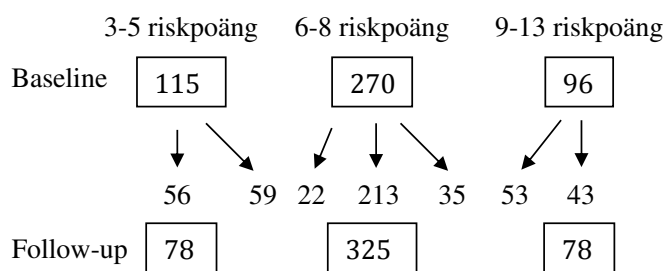 3-5 riskpoäng 6-8 riskpoäng 9-13 riskpoäng
Baseline 115 270 96
56 59 22 213 35 53 43
Follow-up 78 325 78